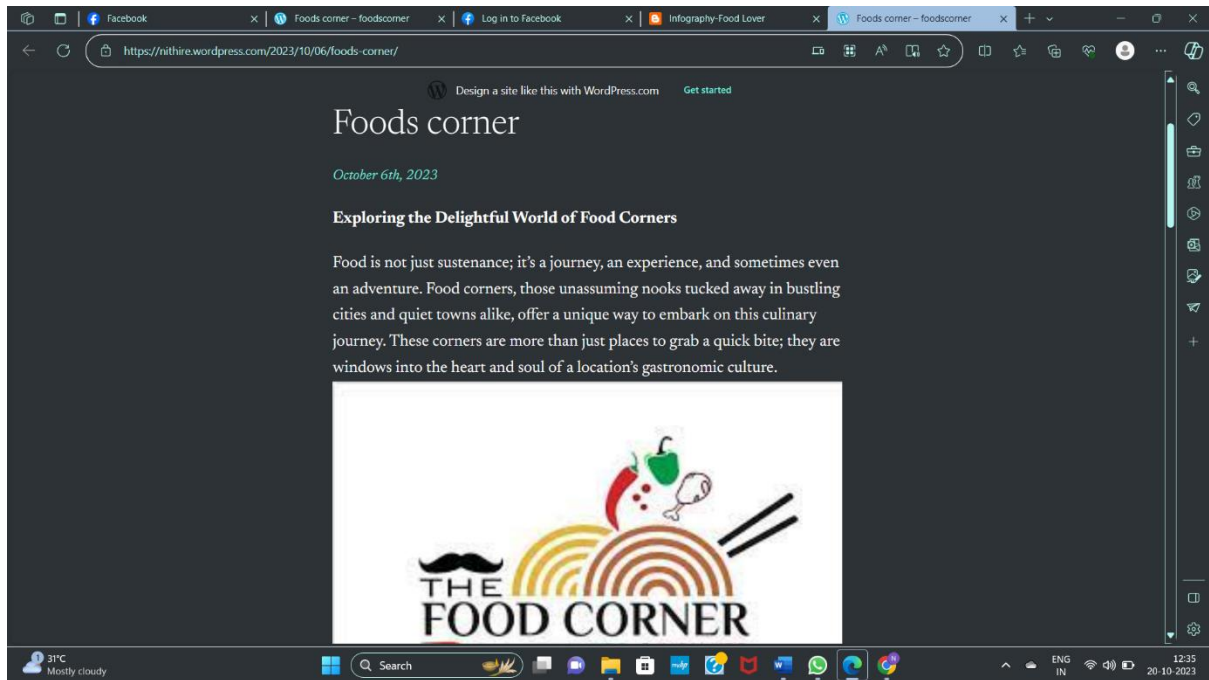 Facebook
Foods corner – foodscorner
Log in to Facebook
Infography-Food Lover
Foods corner – foodscorner
https://nithire.wordpress.com/2023/10/06/foods-corner/
Design a site like this with WordPress.com
Get started
Foods corner
October 6th, 2023
Exploring the Delightful World of Food Corners
Food is not just sustenance; it’s a journey, an experience, and sometimes even
an adventure. Food corners, those unassuming nooks tucked away in bustling
cities and quiet towns alike, offer a unique way to embark on this culinary
journey. These corners are more than just places to grab a quick bite; they are
windows into the heart and soul of a location’s gastronomic culture.
THE
FOOD CORNER
31°C
Mostly cloudy
Search
ENG
IN
12:35
20-10-2023